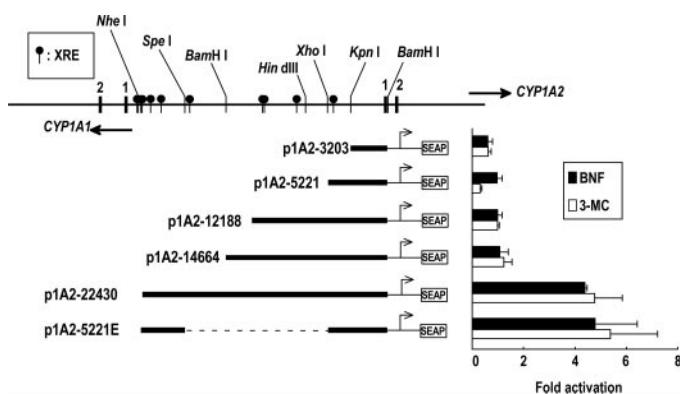 Nhe I
: XRE
Spe I
BamH I
Hin dIII
Xho I
Kpn I
BamH I
2 1 1 2
CYP1A2
CYP1A1
p1A2-3203 SEAP
p1A2-5221 SEAP
p1A2-12188 SEAP
p1A2-14664 SEAP
p1A2-22430 SEAP
p1A2-5221E SEAP
BNF
3-MC
0 2 4 6 8
Fold activation